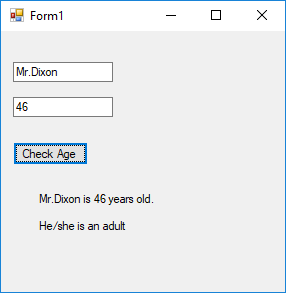 Form1
Mr.Dixon
46
Check Age
Mr.Dixon is 46 years old.
He/she is an adult